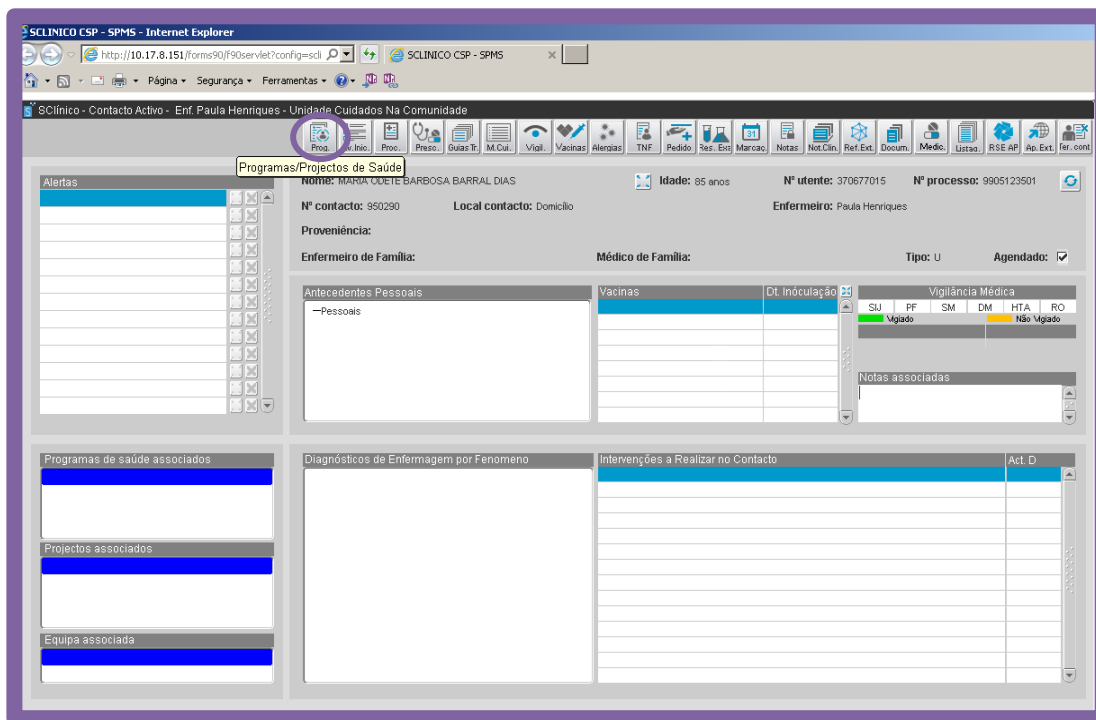 SCLINICO CSP - SPMS - Internet Explorer
http://10.17.8.151/forms90/f90servlet?config=scli
SCLINICO CSP - SPMS
Página Segurança Ferramentas
SClínico - Contacto Activo - Enf. Paula Henriques - Unidade Cuidados Na Comunidade
Prog. Proc. Presc. Guias Tr. M.Cui. Vigil. Vacinas Alergias TNF Pedido Res. Exa Marcaç. Notas Not.Clin. Ref.Ext. Docum. Medic. Listag. RSE AP Ap. Ext. Ter.cont
Programas/Projectos de Saúde
Alertas
Nome: MARIA ODETE BARBOSA BARRAL DIAS Idade: 85 anos Nº utente: 370677015 Nº processo: 9905123501
Nº contacto: 950290 Local contacto: Domicílio Enfermeiro: Paula Henriques
Proveniência:
Enfermeiro de Família: Médico de Família: Tipo: U Agendado:
Antecedentes Pessoais Vacinas Dt. Inóculação Vigilância Médica
Pessoais
SIJ PF SM DM HTA RO
Vigiado Não Vigiado
Notas associadas
Programas de saúde associados Diagnósticos de Enfermagem por Fenomeno Intervenções a Realizar no Contacto Act. D
Projectos associados
Equipa associada